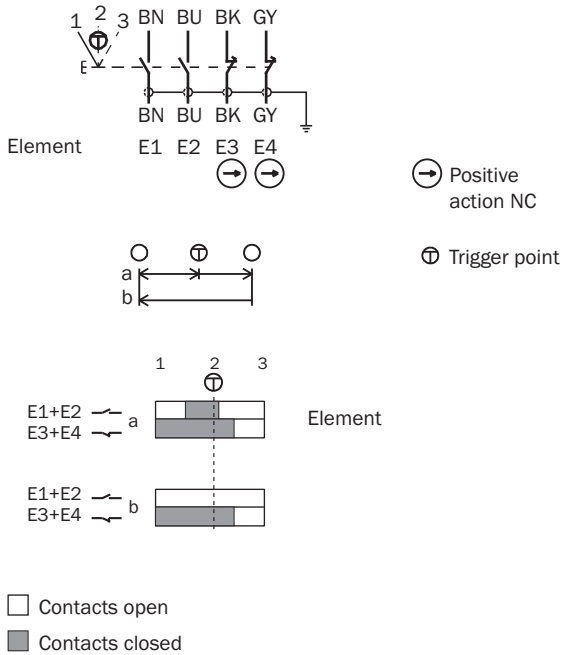 1 2 3 BN BU BK GY
E
BN BU BK GY
Element E1 E2 E3 E4
Positive
action NC
T Trigger point
a
b
1 2 3
T
E1+E2
E3+E4
a
Element
E1+E2
E3+E4
b
Contacts open
Contacts closed